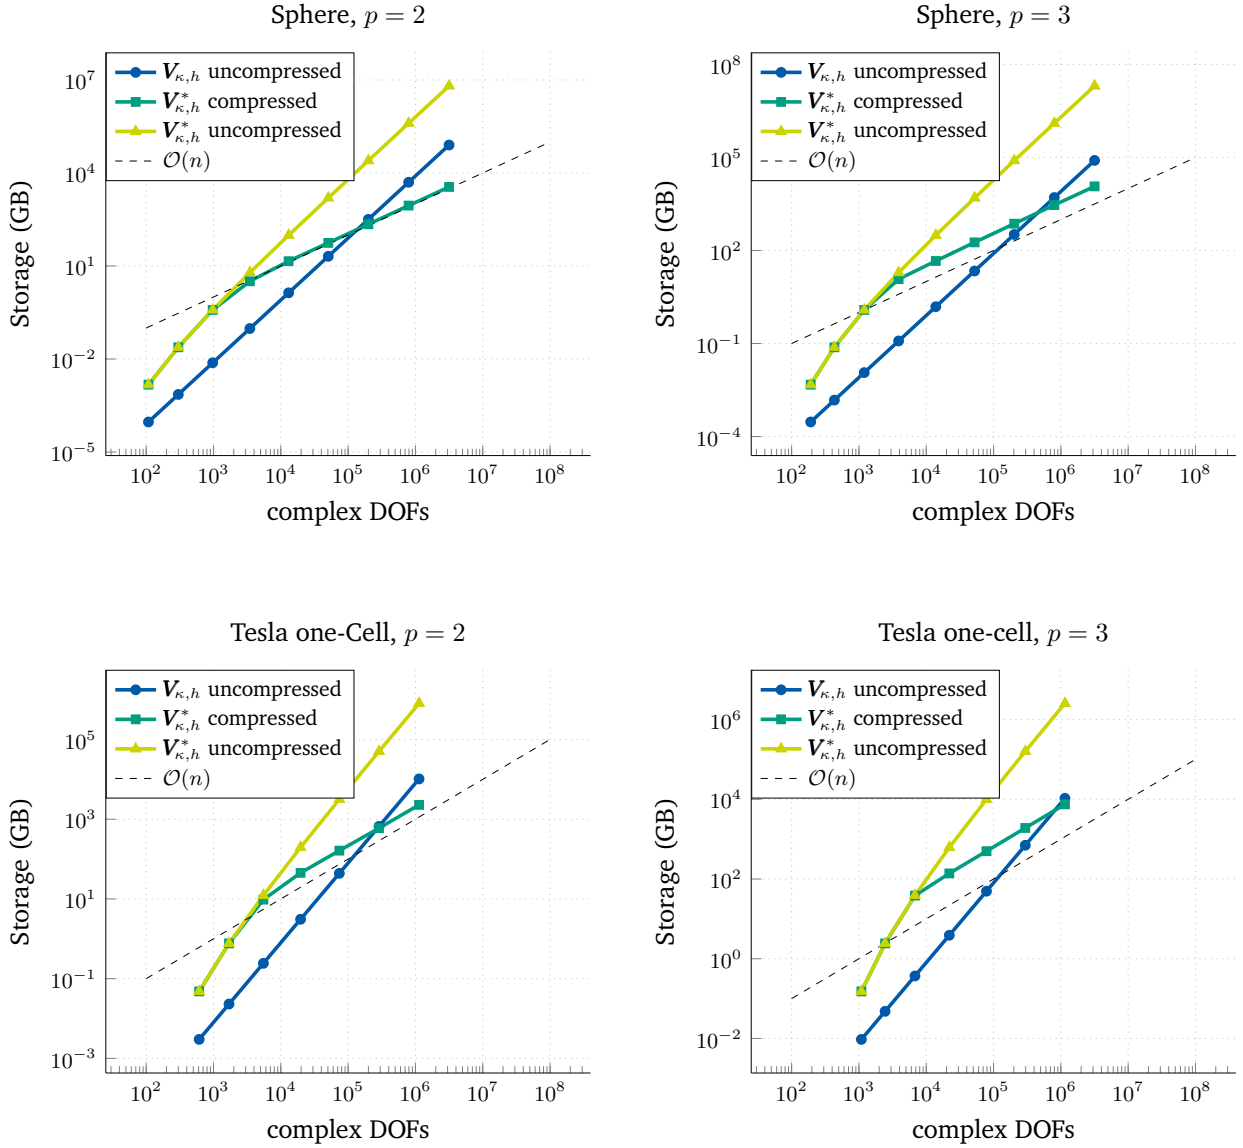 Sphere, p = 2
V_{κ,h} uncompressed
V*_{κ,h} compressed
V*_{κ,h} uncompressed
O(n)
10^7
10^4
10^1
10^−2
10^−5
Storage (GB)
10^2 10^3 10^4 10^5 10^6 10^7 10^8
complex DOFs
Sphere, p = 3
V_{κ,h} uncompressed
V*_{κ,h} compressed
V*_{κ,h} uncompressed
O(n)
10^8
10^5
10^2
10^−1
10^−4
Storage (GB)
10^2 10^3 10^4 10^5 10^6 10^7 10^8
complex DOFs
Tesla one-Cell, p = 2
V_{κ,h} uncompressed
V*_{κ,h} compressed
V*_{κ,h} uncompressed
O(n)
10^5
10^3
10^1
10^−1
10^−3
Storage (GB)
10^2 10^3 10^4 10^5 10^6 10^7 10^8
complex DOFs
Tesla one-cell, p = 3
V_{κ,h} uncompressed
V*_{κ,h} compressed
V*_{κ,h} uncompressed
O(n)
10^6
10^4
10^2
10^0
10^−2
Storage (GB)
10^2 10^3 10^4 10^5 10^6 10^7 10^8
complex DOFs